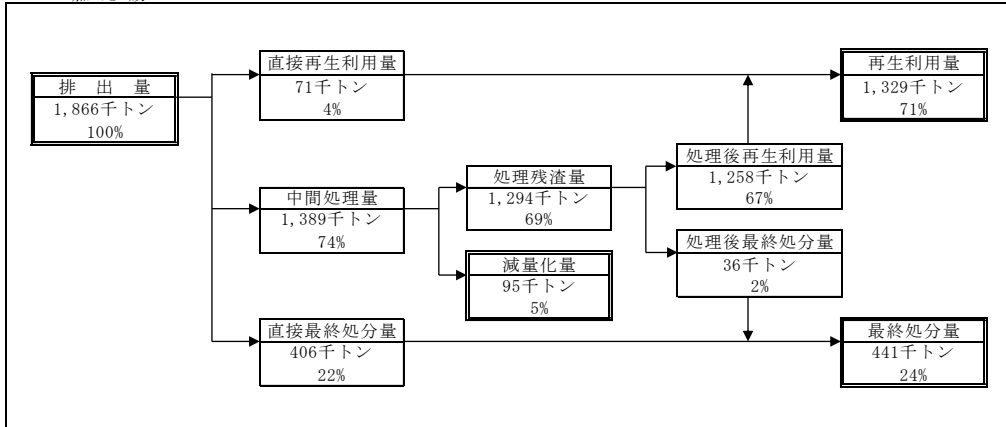 排 出 量
1,866千トン
100%
直接再生利用量
71千トン
4%
中間処理量
1,389千トン
74%
直接最終処分量
406千トン
22%
処理残渣量
1,294千トン
69%
減量化量
95千トン
5%
処理後再生利用量
1,258千トン
67%
処理後最終処分量
36千トン
2%
再生利用量
1,329千トン
71%
最終処分量
441千トン
24%